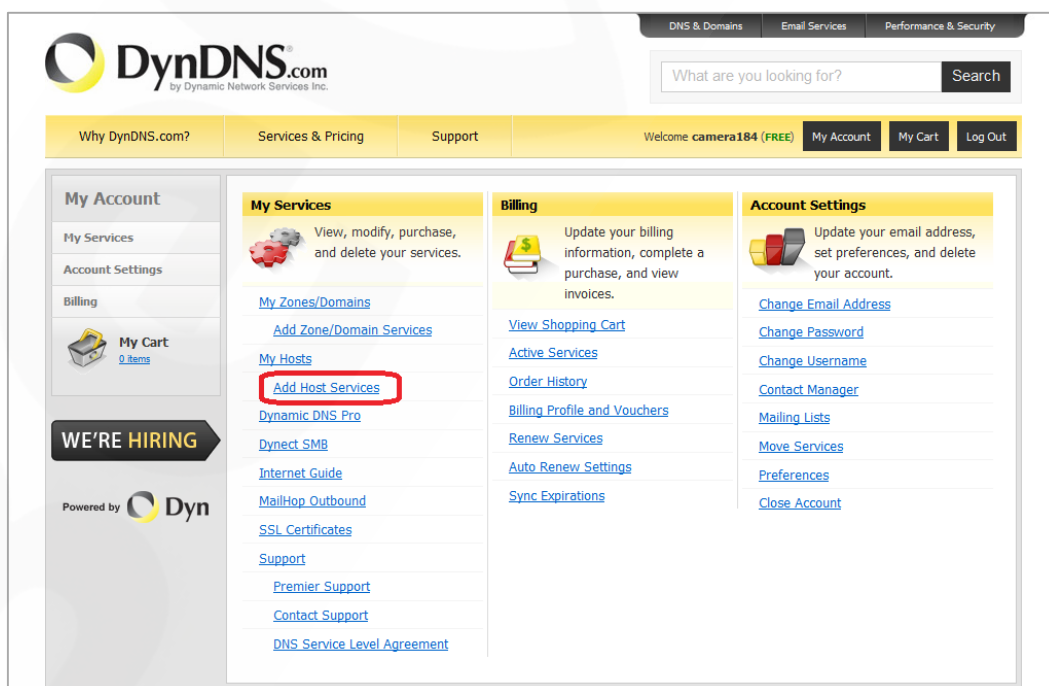 DNS & Domains Email Services Performance & Security
DynDNS.com
by Dynamic Network Services Inc.
What are you looking for? Search
Why DynDNS.com? Services & Pricing Support Welcome camera184 (FREE) My Account My Cart Log Out
My Account
My Services
Account Settings
Billing
My Cart
0 items
WE'RE HIRING
Powered by Dyn
My Services
View, modify, purchase,
and delete your services.
My Zones/Domains
Add Zone/Domain Services
My Hosts
Add Host Services
Dynamic DNS Pro
Dynect SMB
Internet Guide
MailHop Outbound
SSL Certificates
Support
Premier Support
Contact Support
DNS Service Level Agreement
Billing
Update your billing
information, complete a
purchase, and view
invoices.
View Shopping Cart
Active Services
Order History
Billing Profile and Vouchers
Renew Services
Auto Renew Settings
Sync Expirations
Account Settings
Update your email address,
set preferences, and delete
your account.
Change Email Address
Change Password
Change Username
Contact Manager
Mailing Lists
Move Services
Preferences
Close Account